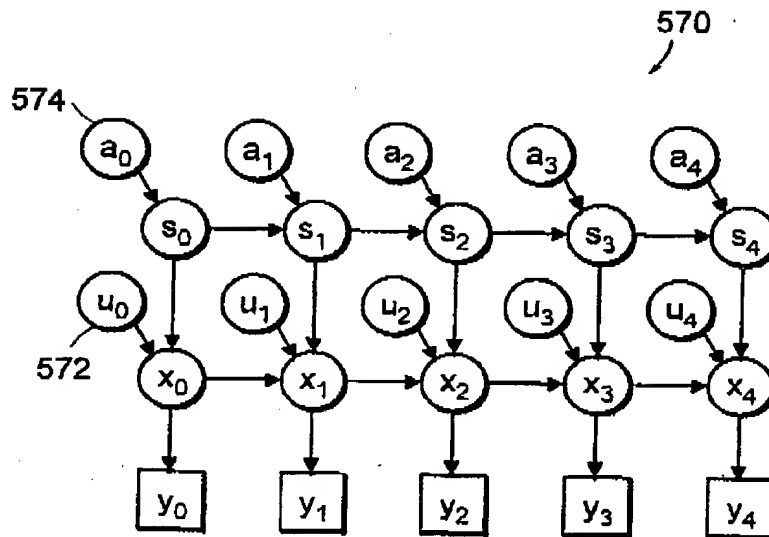 570
574
a₀ a₁ a₂ a₃ a₄
s₀ s₁ s₂ s₃ s₄
u₀ u₁ u₂ u₃ u₄
572
x₀ x₁ x₂ x₃ x₄
y₀ y₁ y₂ y₃ y₄